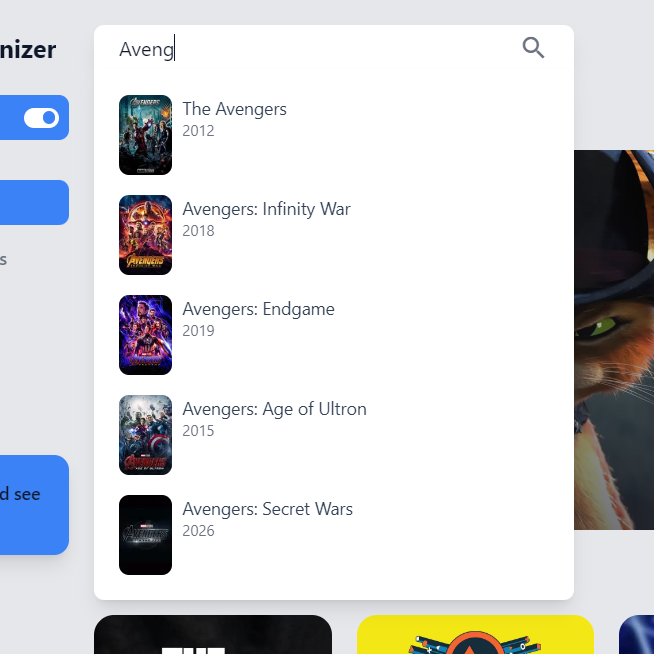 nizer
Aveng
The Avengers
2012
Avengers: Infinity War
2018
s
Avengers: Endgame
2019
Avengers: Age of Ultron
2015
d see
Avengers: Secret Wars
2026